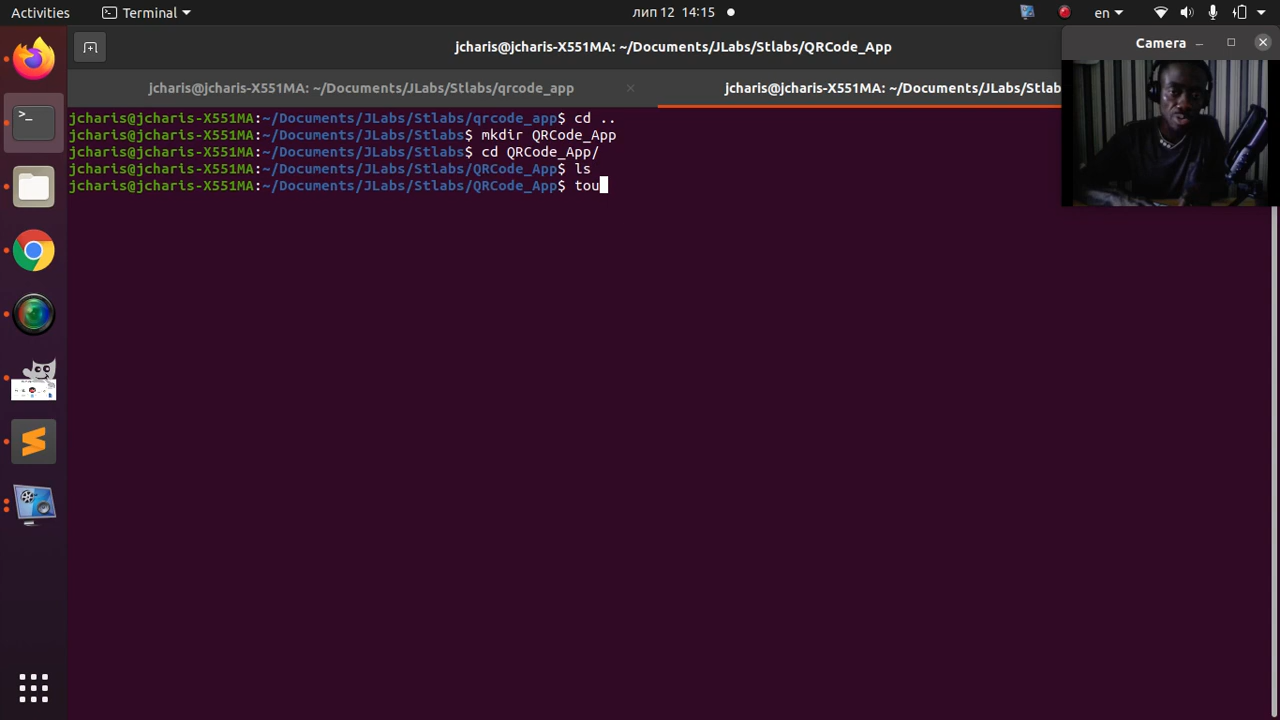 Activities
Terminal
лип 12 14:15
en
jcharis@jcharis-X551MA: ~/Documents/JLabs/Stlabs/QRCode_App
Camera
jcharis@jcharis-X551MA: ~/Documents/JLabs/Stlabs/qrcode_app
jcharis@jcharis-X551MA: ~/Documents/JLabs/Stlab
jcharis@jcharis-X551MA:~/Documents/JLabs/Stlabs/qrcode_app$ cd ..
jcharis@jcharis-X551MA:~/Documents/JLabs/Stlabs$ mkdir QRCode_App
jcharis@jcharis-X551MA:~/Documents/JLabs/Stlabs$ cd QRCode_App/
jcharis@jcharis-X551MA:~/Documents/JLabs/Stlabs/QRCode_App$ ls
jcharis@jcharis-X551MA:~/Documents/JLabs/Stlabs/QRCode_App$ tou